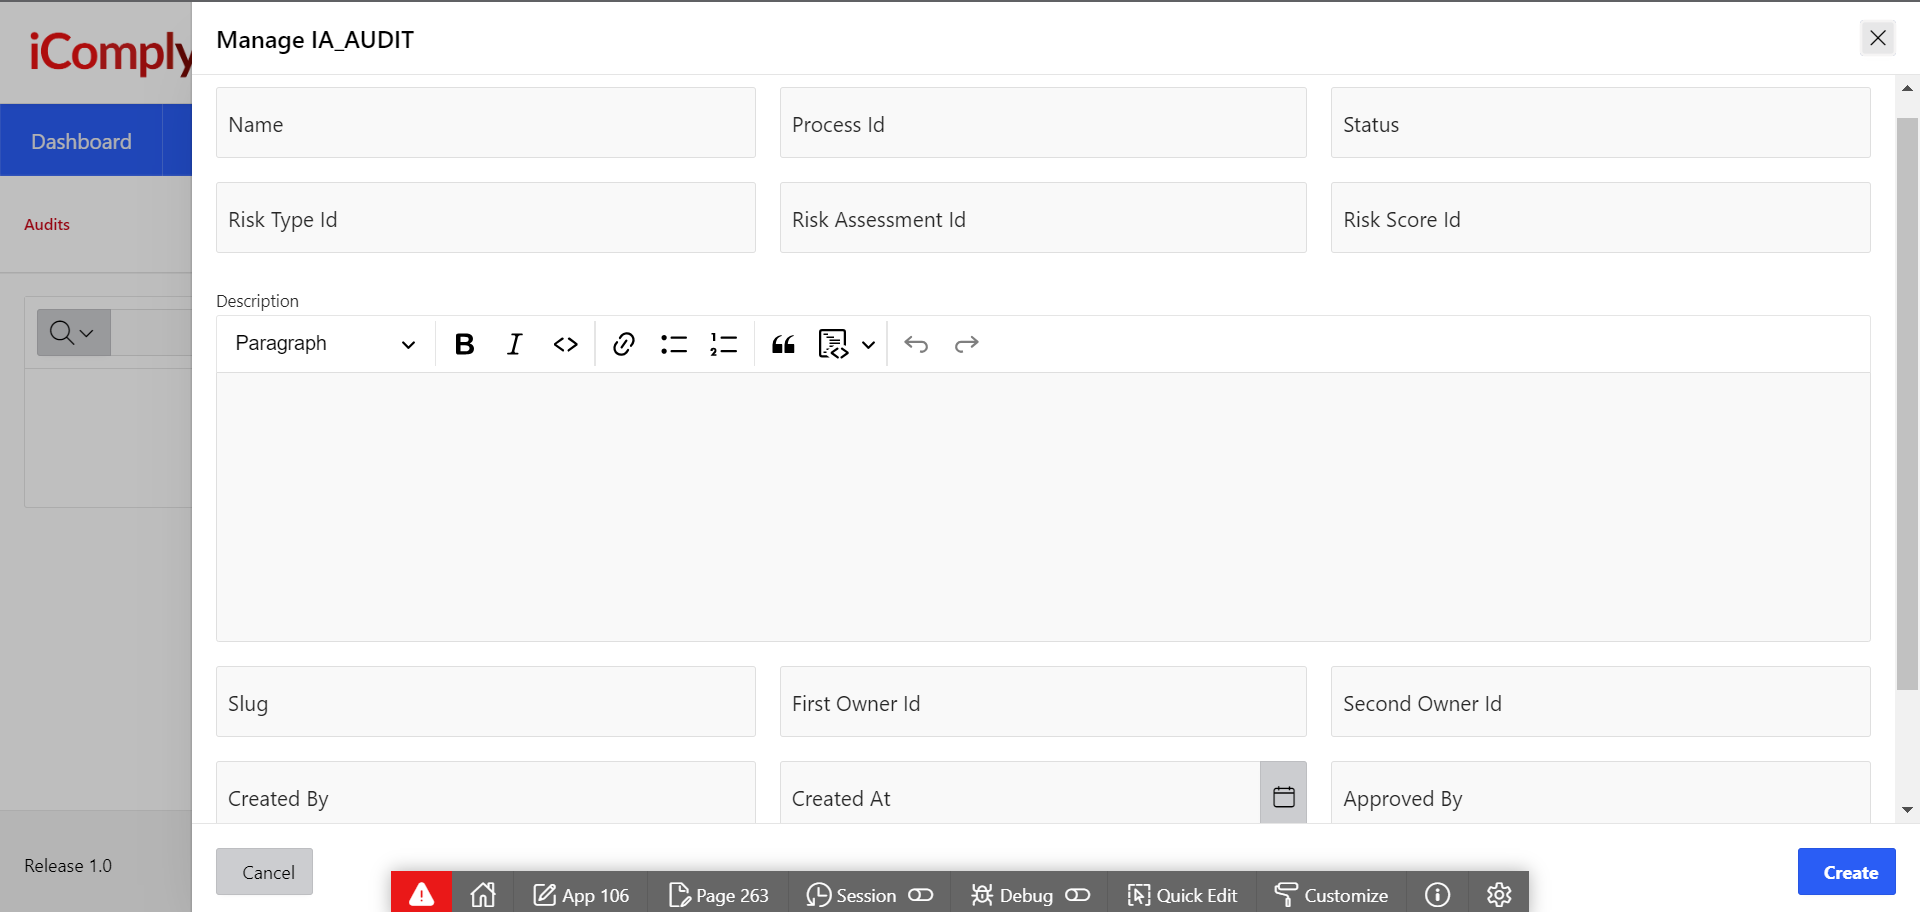 iComply
Manage IA_AUDIT
Dashboard
Audits
Name
Process Id
Status
Risk Type Id
Risk Assessment Id
Risk Score Id
Description
Paragraph
Slug
First Owner Id
Second Owner Id
Created By
Created At
Approved By
Release 1.0
Cancel
Create
App 106
Page 263
Session
Debug
Quick Edit
Customize